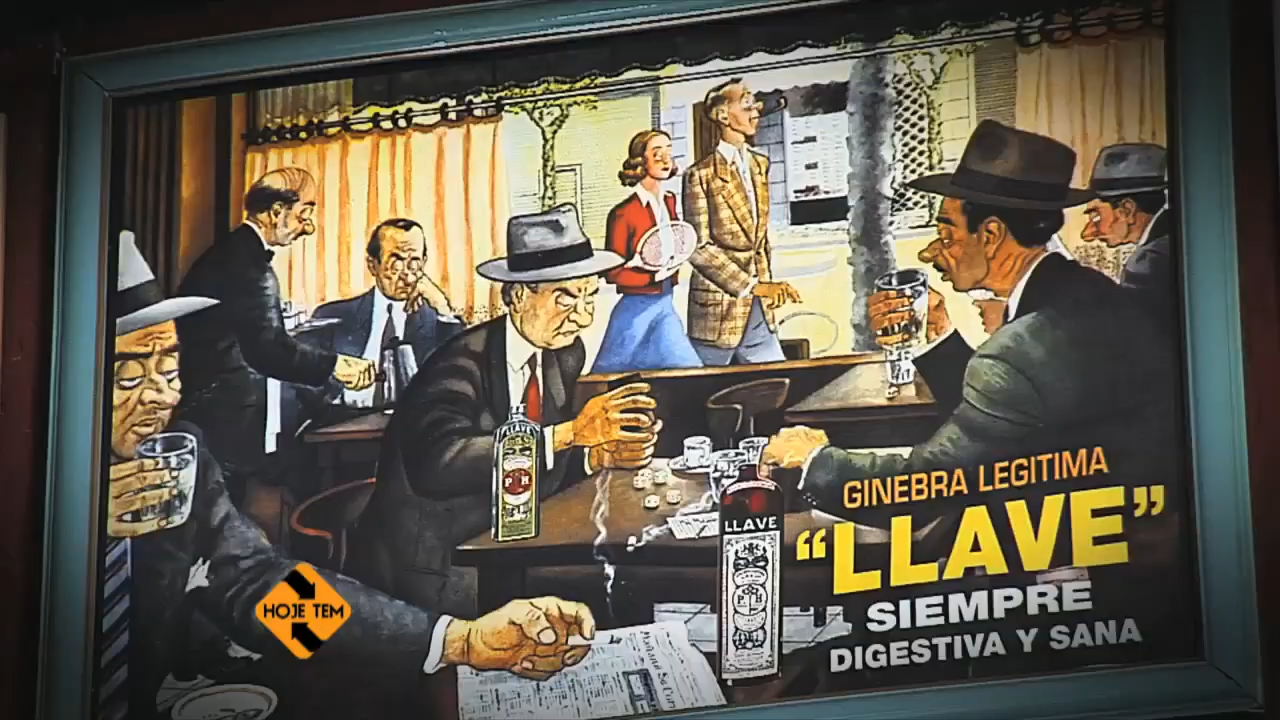 GINEBRA LEGITIMA
“LLAVE”
SIEMPRE
DIGESTIVA Y SANA
LLAVE
P H
LLAVE
P H
HOJE TEM